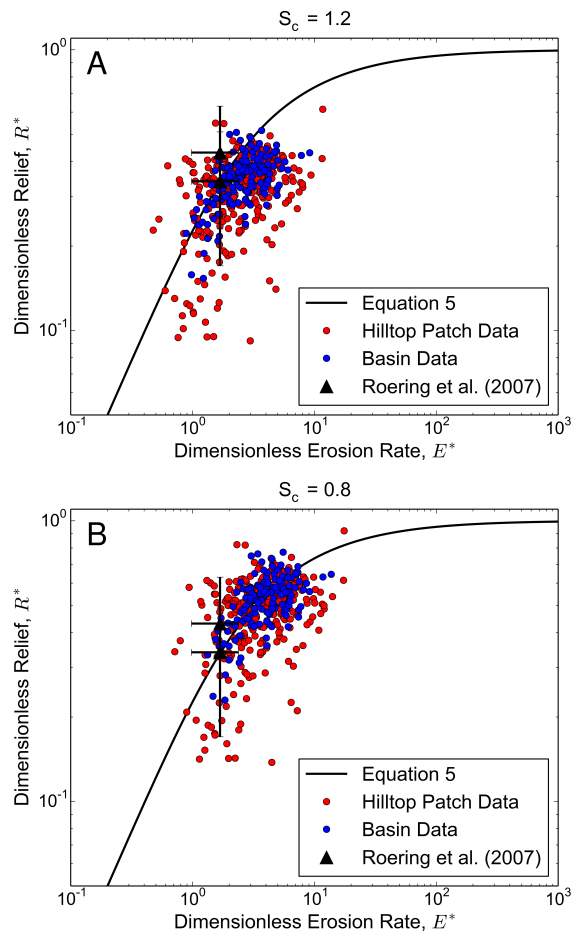 S_c = 1.2
A
10^0
10^-1
Dimensionless Relief, R*
Equation 5
Hilltop Patch Data
Basin Data
Roering et al. (2007)
10^-1 10^0 10^1 10^2 10^3
Dimensionless Erosion Rate, E*
S_c = 0.8
B
10^0
10^-1
Dimensionless Relief, R*
Equation 5
Hilltop Patch Data
Basin Data
Roering et al. (2007)
10^-1 10^0 10^1 10^2 10^3
Dimensionless Erosion Rate, E*